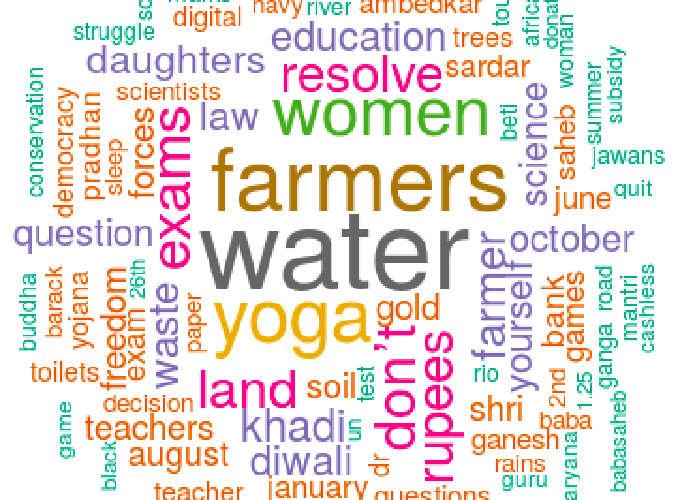 navy river ambedkar
digital
struggle
education trees
daughters
resolve sardar
scientists
law women
conservation
democracy
pradhan
sleep
forces
exams
beti
science
woman
saheb
summer
subsidy
jawans
quit
june
farmers
question
water
october
buddha
barack
yojana
freedom
26th
exam
waste
paper
yoga
gold
farmer
yourself
bank
games
ganga road
mantri
cashless
toilets
land soil
test
don't
rupees
rio
2nd
1.25
shri
baba
babasaheb
decision
teachers
khadi
un
game
black
august
diwali
dr
ganesh
rains
guru
aryana
teacher january questions